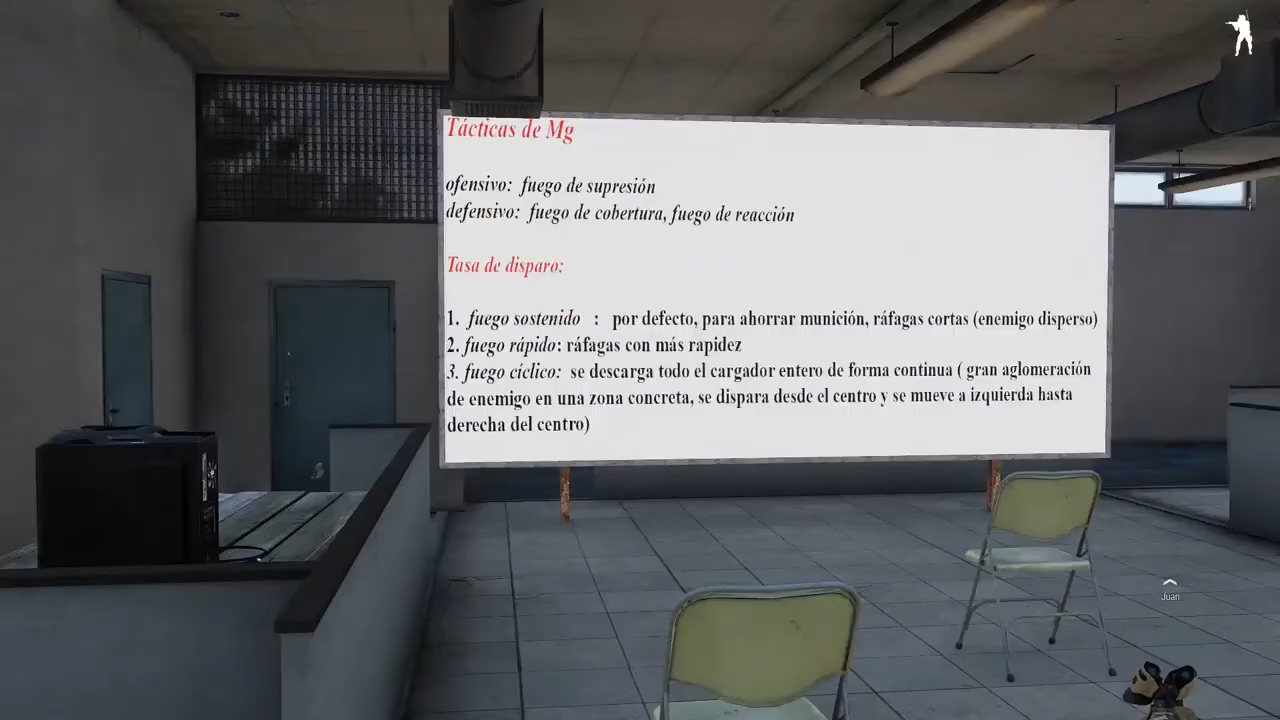 Tácticas de Mg
ofensivo: fuego de supresión
defensivo: fuego de cobertura, fuego de reacción
Tasa de disparo:
1. fuego sostenido : por defecto, para ahorrar munición, ráfagas cortas (enemigo disperso)
2. fuego rápido: ráfagas con más rapidez
3. fuego cíclico: se descarga todo el cargador entero de forma continua ( gran aglomeración
de enemigo en una zona concreta, se dispara desde el centro y se mueve a izquierda hasta
derecha del centro)
Juan